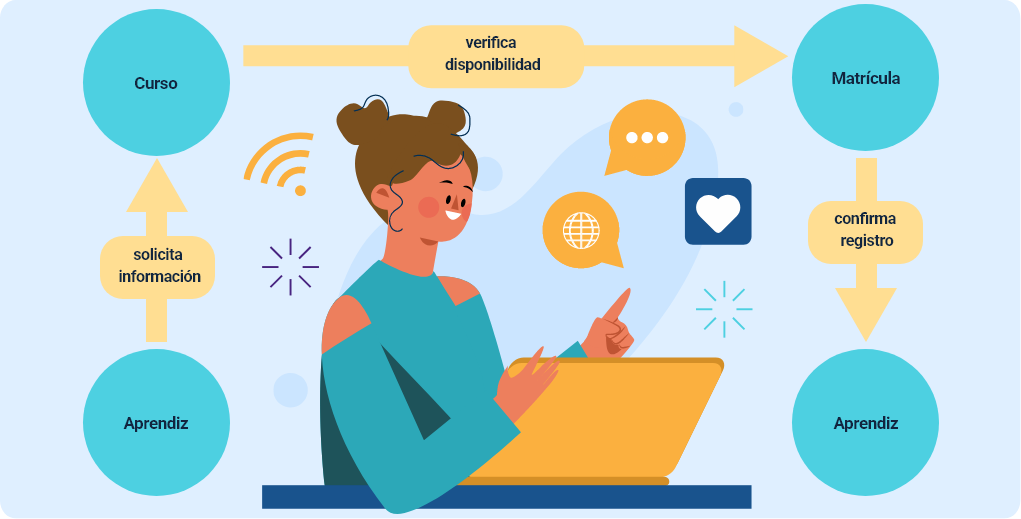 Curso
verifica
disponibilidad
Matrícula
solicita
información
confirma
registro
Aprendiz
Aprendiz